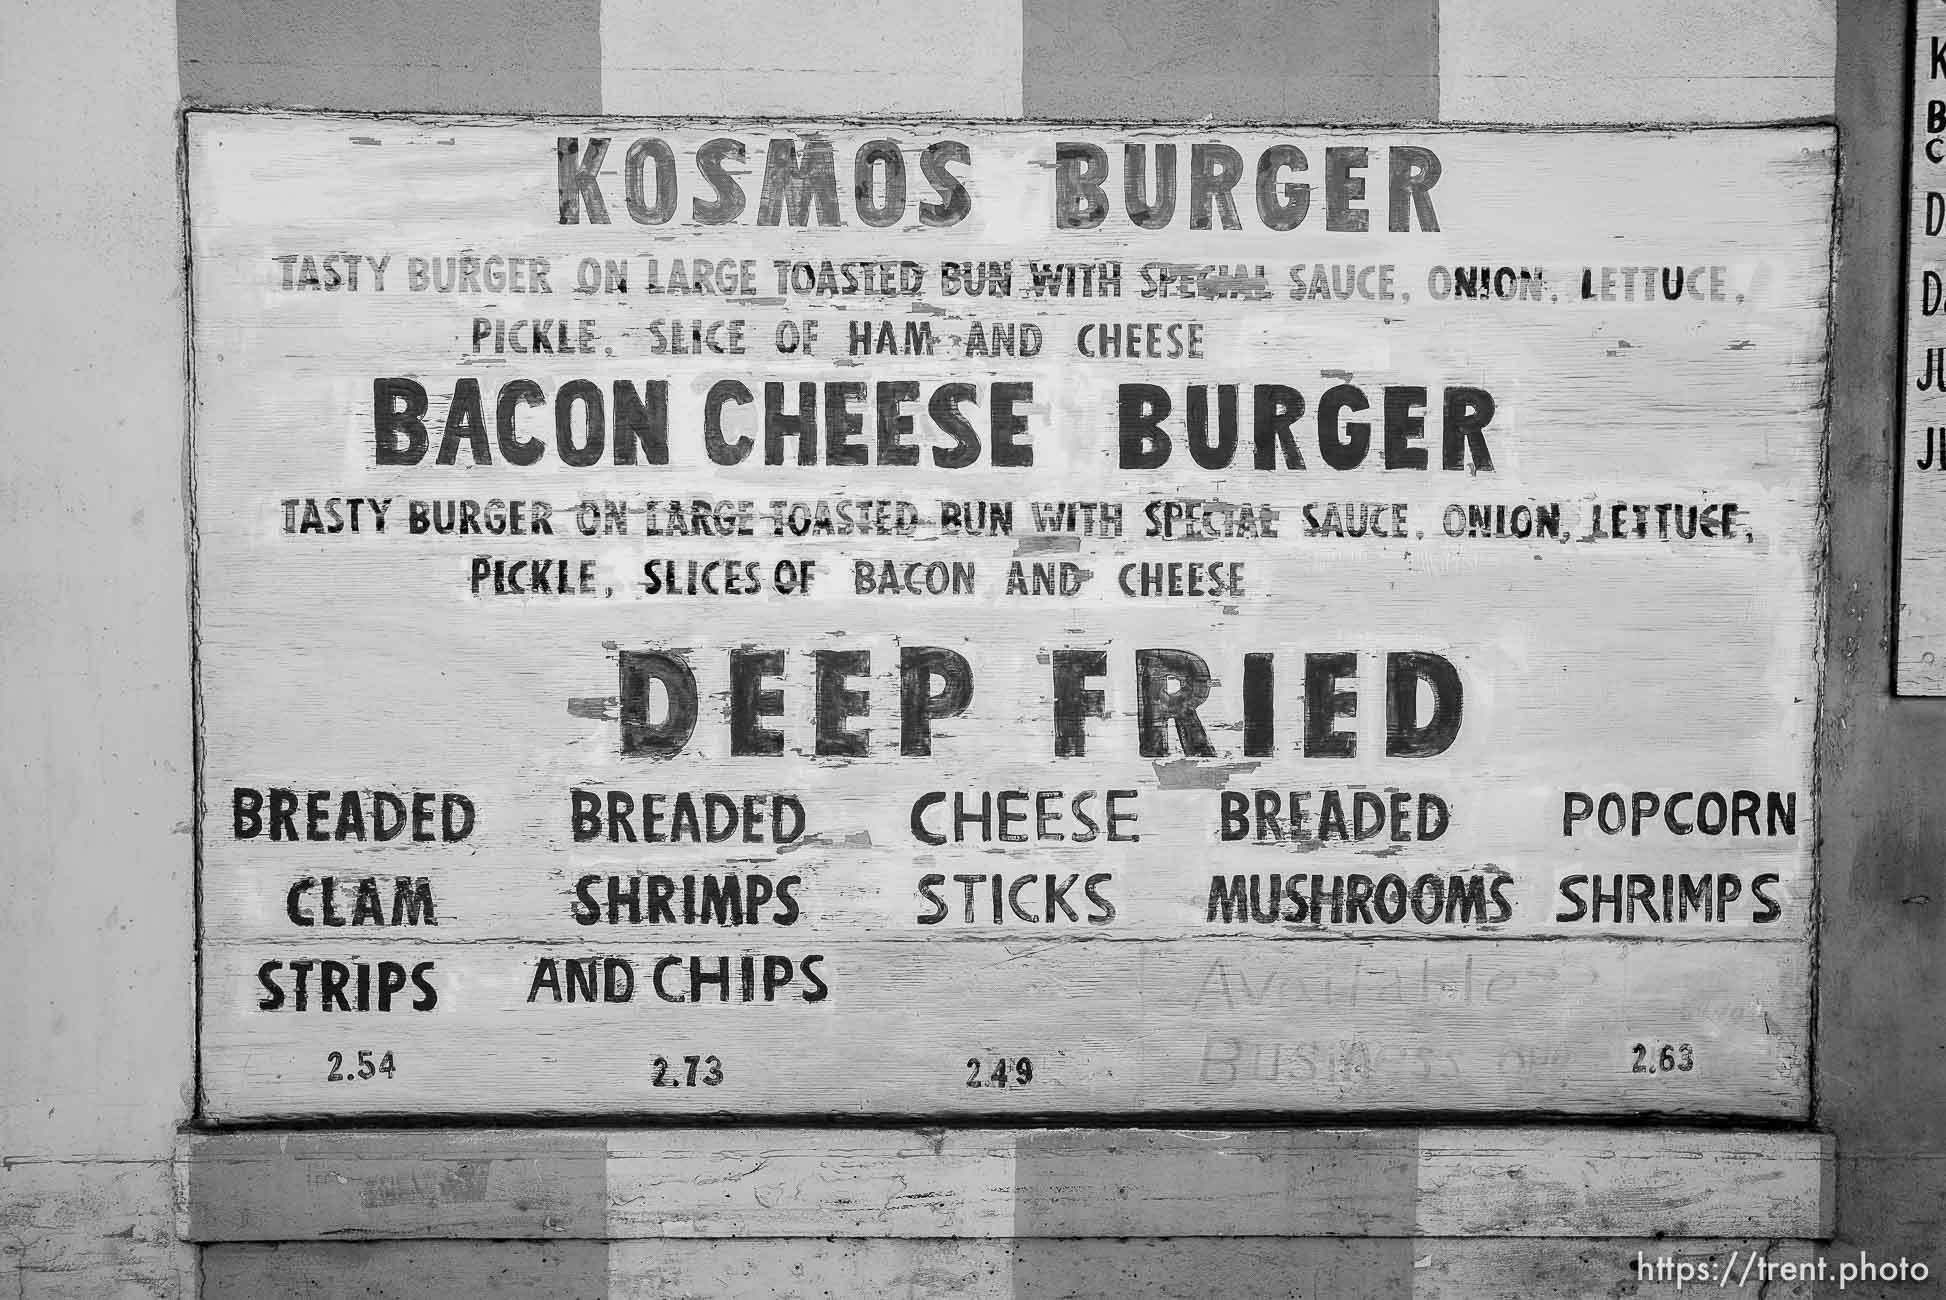 KOSMOS BURGER
TASTY BURGER ON LARGE TOASTED BUN WITH SPECIAL SAUCE, ONION, LETTUCE,
PICKLE, SLICE OF HAM AND CHEESE
BACON CHEESE BURGER
TASTY BURGER ON LARGE TOASTED BUN WITH SPECIAL SAUCE, ONION, LETTUCE,
PICKLE, SLICES OF BACON AND CHEESE
DEEP FRIED
BREADED BREADED CHEESE BREADED POPCORN
CLAM SHRIMPS STICKS MUSHROOMS SHRIMPS
STRIPS AND CHIPS
Available
Business
2.54 2.73 2.49 2.63
https://trent.photo